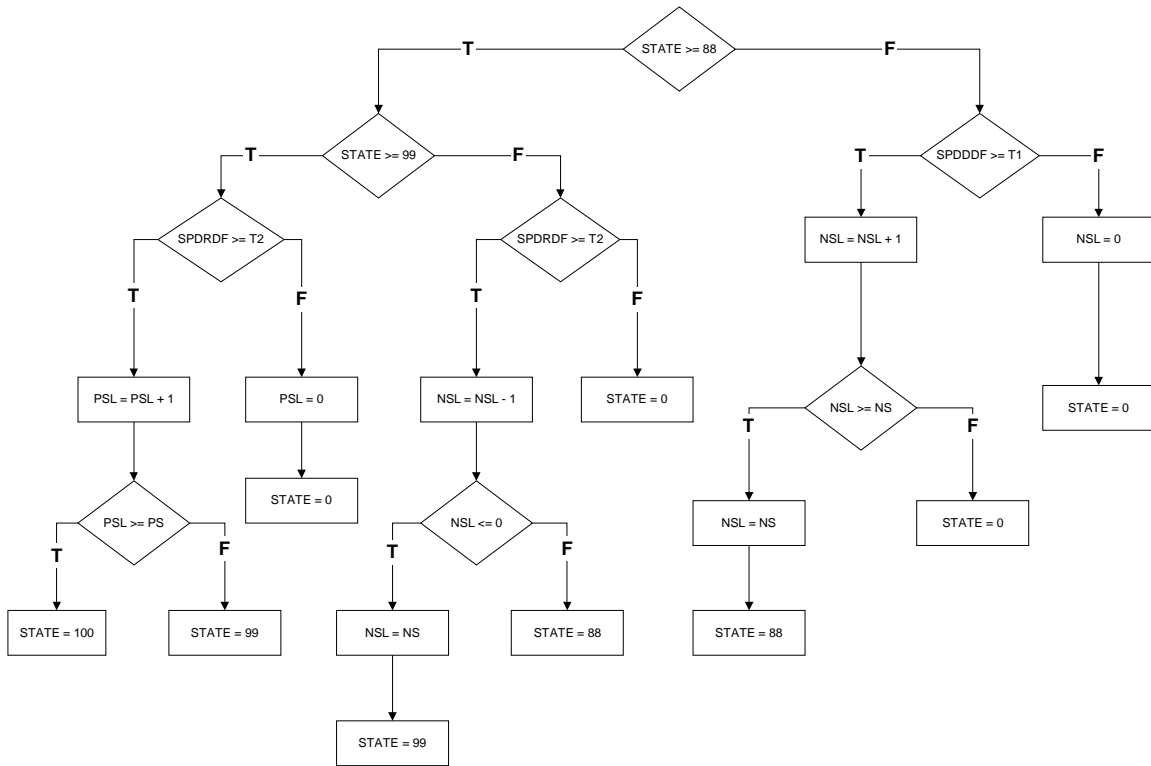 STATE >= 88
T
F
STATE >= 99
SPDDDF >= T1
T
F
T
F
SPDRDF >= T2
SPDRDF >= T2
NSL = NSL + 1
NSL = 0
T
F
T
F
PSL = PSL + 1
PSL = 0
NSL = NSL - 1
STATE = 0
NSL >= NS
STATE = 0
T
F
STATE = 0
PSL >= PS
NSL <= 0
NSL = NS
STATE = 0
T
F
T
F
STATE = 100
STATE = 99
NSL = NS
STATE = 88
STATE = 88
STATE = 99